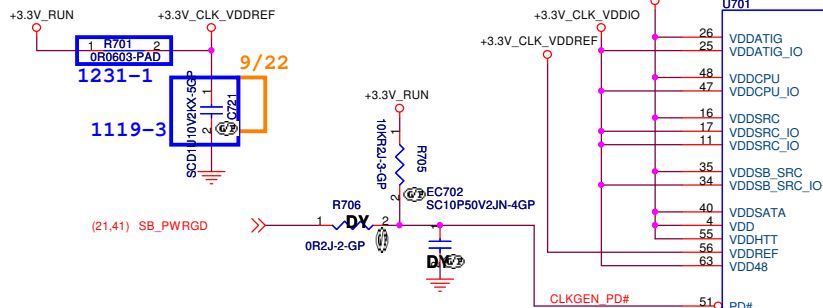 U701
+3.3V_RUN
+3.3V_CLK_VDDREF
+3.3V_CLK_VDDIO
1 R701 2
0R0603-PAD
1231-1
9/22
+3.3V_CLK_VDDREF
26 VDDATIG
25 VDDATIG_IO
48 VDDCPU
47 VDDCPU_IO
16 VDDSRC
17 VDDSRC_IO
11 VDDSRC_IO
35 VDDSB_SRC
34 VDDSB_SRC_IO
40 VDDSATA
4 VDD
55 VDDHTT
56 VDDREF
63 VDD48
51 PD#
1119-3
SCD1U10V2KX-5GP
1
2
C721
G/P
+3.3V_RUN
1
10KR2J-3-GP
R705
2
G/P
EC702
SC10P50V2JN-4GP
(21,41) SB_PWRGD
R706
1 DY 2
0R2J-2-GP
G/P
1
DY
G/P
CLKGEN_PD#